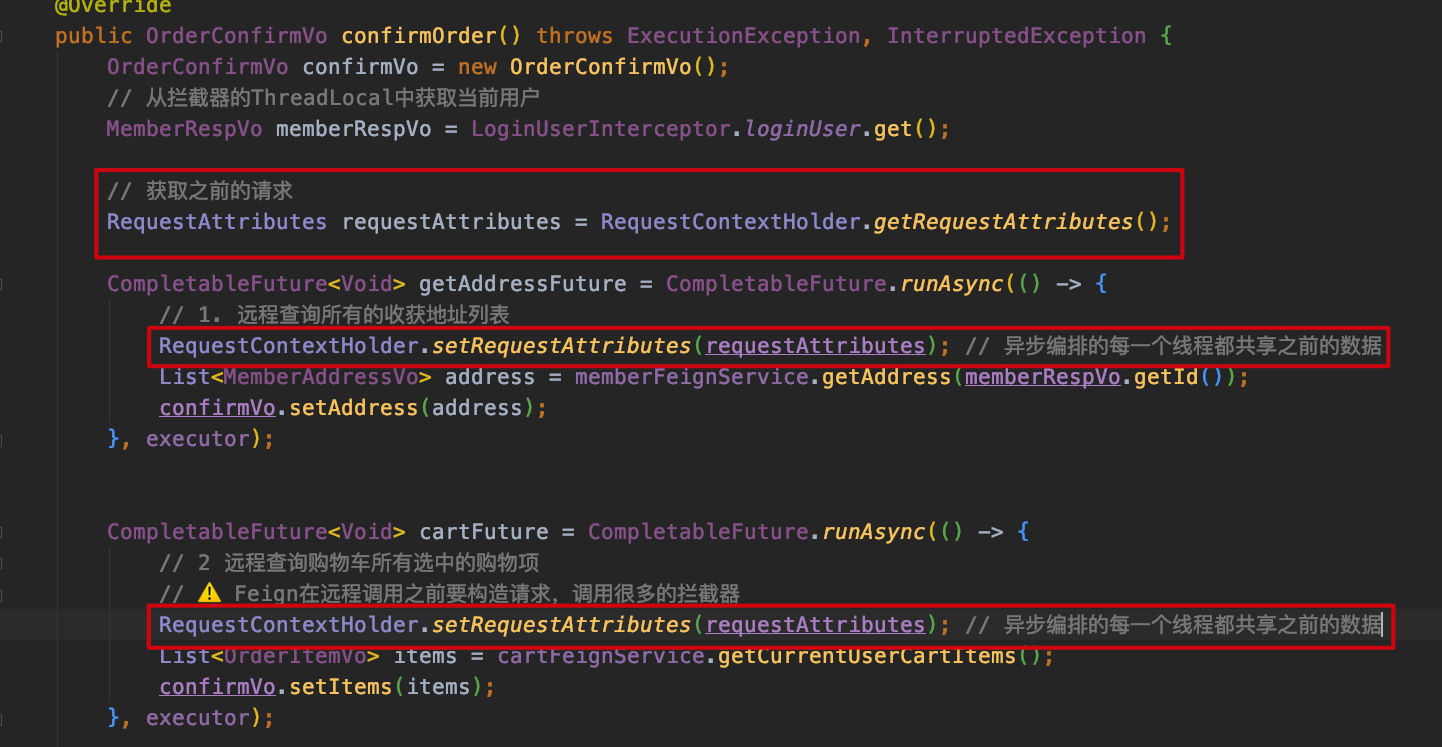 @Override
public OrderConfirmVo confirmOrder() throws ExecutionException, InterruptedException {
OrderConfirmVo confirmVo = new OrderConfirmVo();
// 从拦截器的ThreadLocal中获取当前用户
MemberRespVo memberRespVo = LoginUserInterceptor.loginUser.get();
// 获取之前的请求
RequestAttributes requestAttributes = RequestContextHolder.getRequestAttributes();
CompletableFuture<Void> getAddressFuture = CompletableFuture.runAsync(() -> {
// 1. 远程查询所有的收获地址列表
RequestContextHolder.setRequestAttributes(requestAttributes); // 异步编排的每一个线程都共享之前的数据
List<MemberAddressVo> address = memberFeignService.getAddress(memberRespVo.getId());
confirmVo.setAddress(address);
}, executor);
CompletableFuture<Void> cartFuture = CompletableFuture.runAsync(() -> {
// 2 远程查询购物车所有选中的购物项
// ⚠️ Feign在远程调用之前要构造请求，调用很多的拦截器
RequestContextHolder.setRequestAttributes(requestAttributes); // 异步编排的每一个线程都共享之前的数据
List<OrderItemVo> items = cartFeignService.getCurrentUserCartItems();
confirmVo.setItems(items);
}, executor);